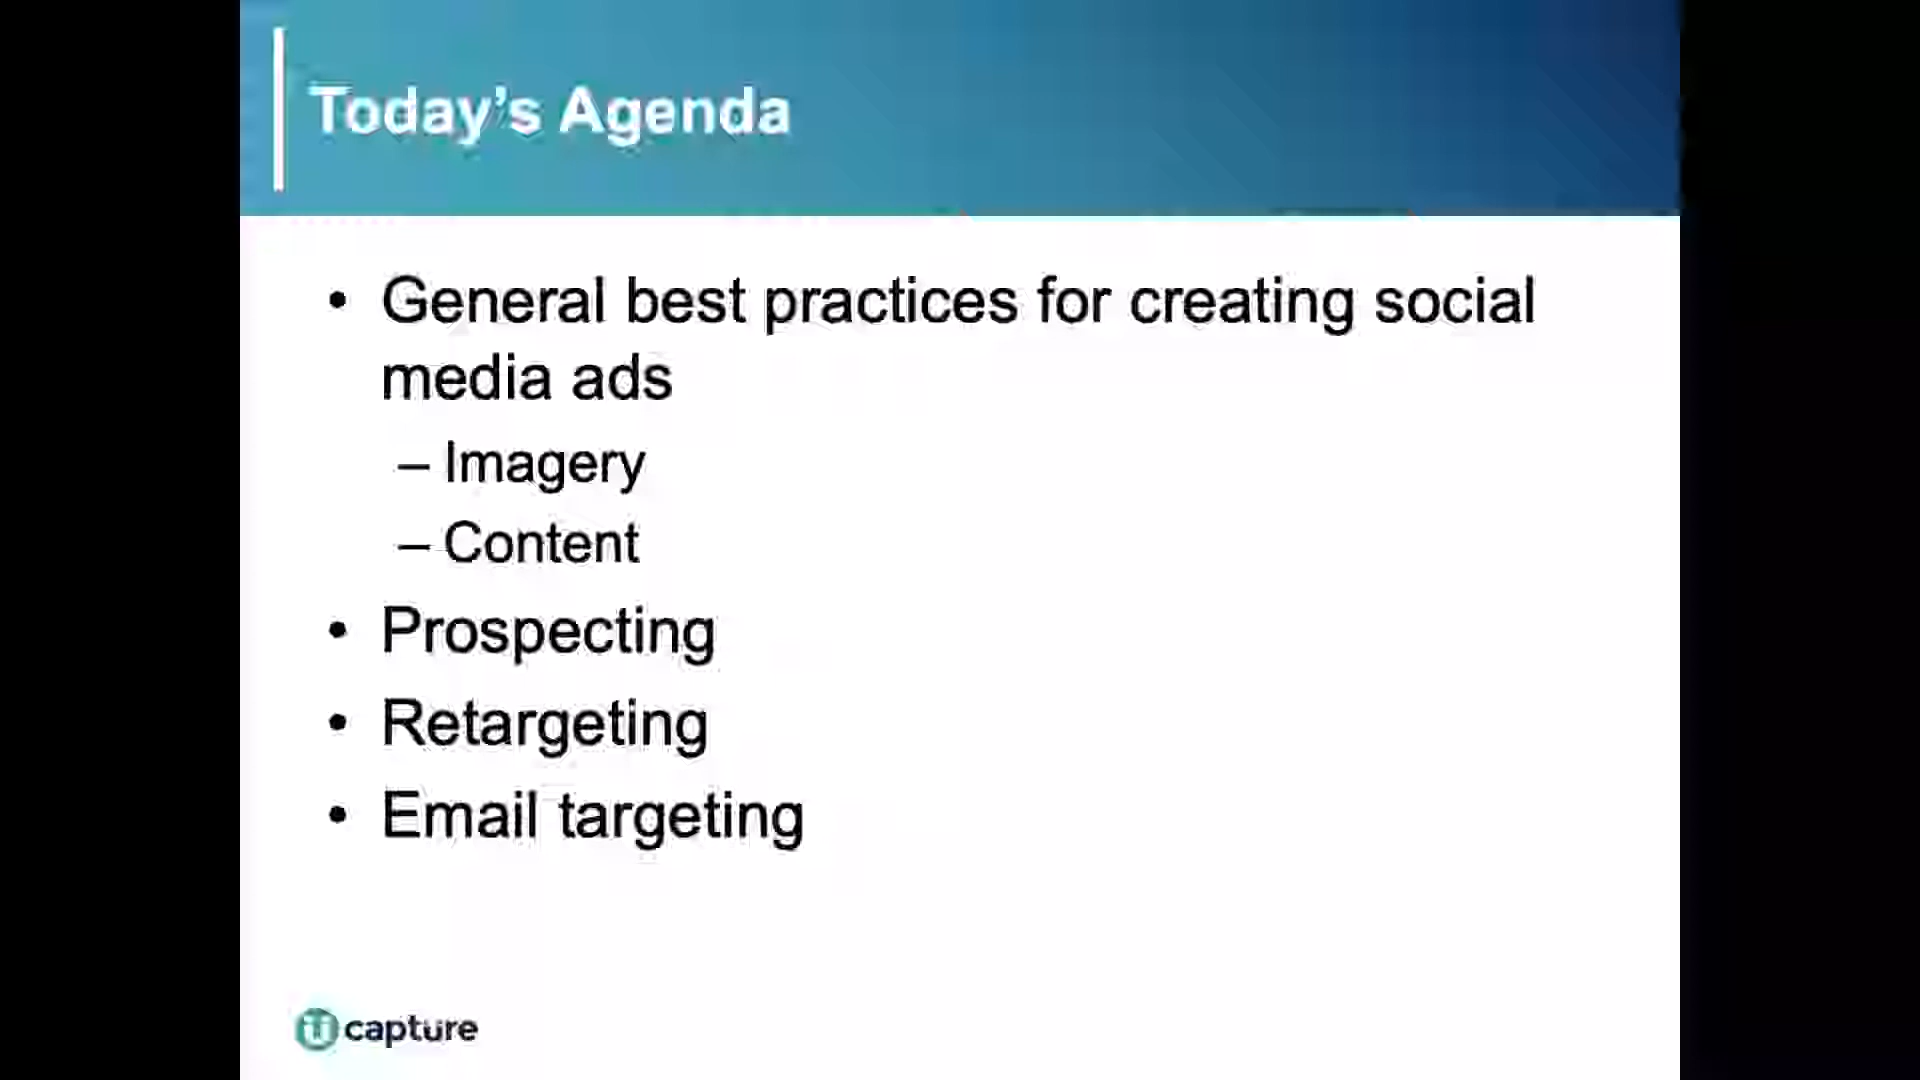 Today's Agenda
• General best practices for creating social
media ads
– Imagery
– Content
• Prospecting
• Retargeting
• Email targeting
capture